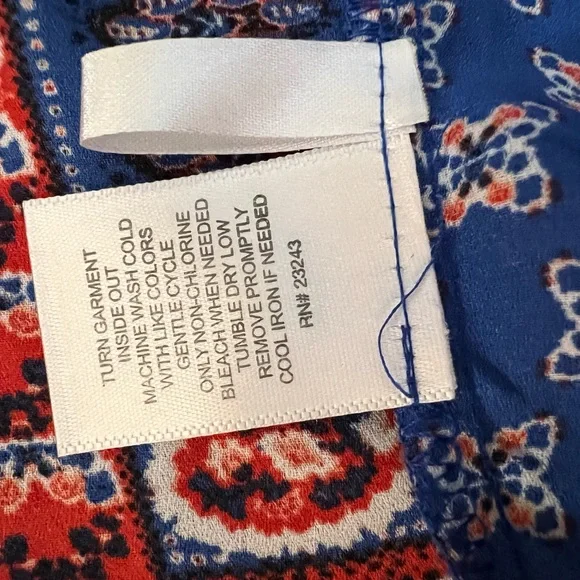 TURN GARMENT
INSIDE OUT
MACHINE WASH COLD
WITH LIKE COLORS
GENTLE CYCLE
ONLY NON-CHLORINE
BLEACH WHEN NEEDED
TUMBLE DRY LOW
REMOVE PROMPTLY
COOL IRON IF NEEDED
RN# 23243